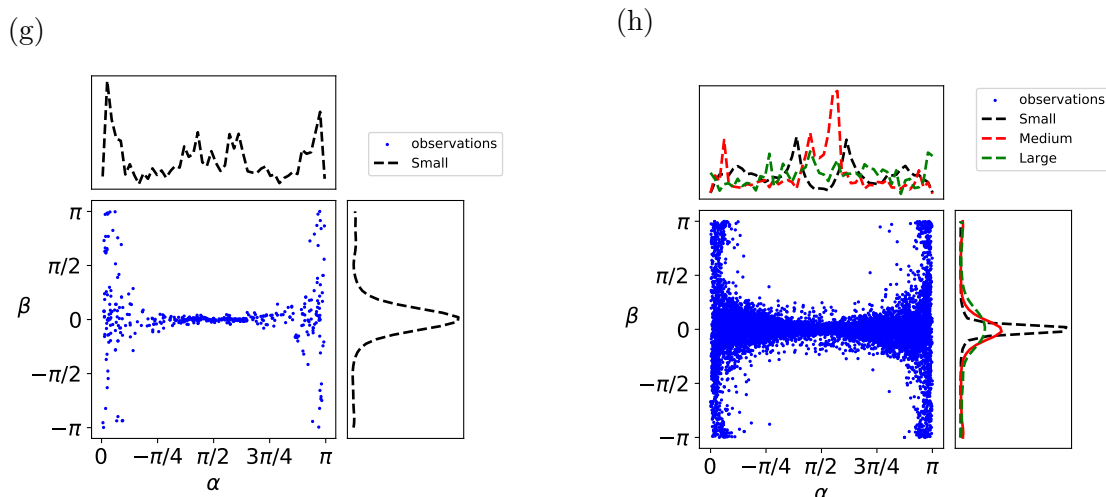 (g)
(h)
observations
Small
observations
Small
Medium
Large
π
π/2
β
0
−π/2
−π
0
−π/4
π/2
3π/4
π
α
π
π/2
β
0
−π/2
−π
0
−π/4
π/2
3π/4
π
α